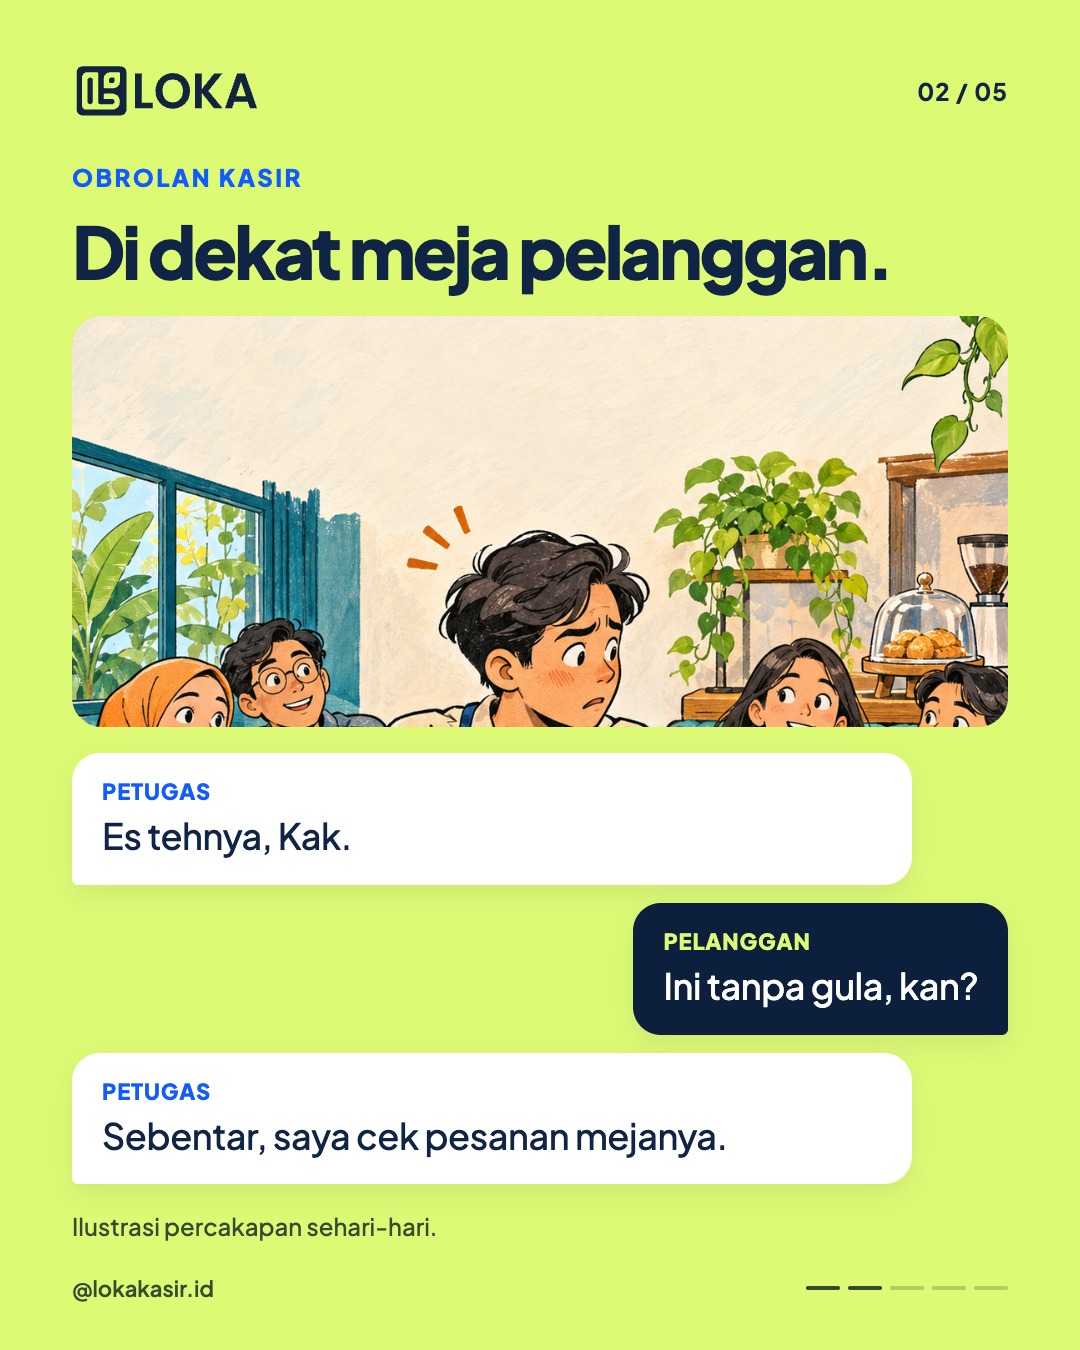 LOKA
02 / 05
OBROLAN KASIR
Di dekat meja pelanggan.
PETUGAS
Es tehnya, Kak.
PELANGGAN
Ini tanpa gula, kan?
PETUGAS
Sebentar, saya cek pesanan mejanya.
Ilustrasi percakapan sehari-hari.
@lokakasir.id